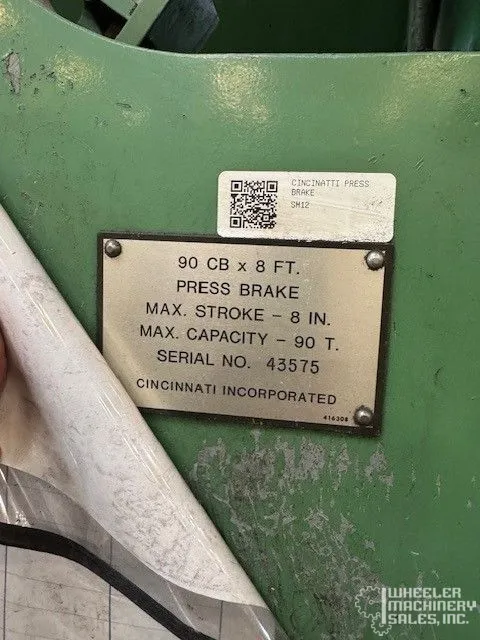 CINCINATTI PRESS
BRAKE
SM12
90 CB x 8 FT.
PRESS BRAKE
MAX. STROKE - 8 IN.
MAX. CAPACITY - 90 T.
SERIAL NO. 43575
CINCINNATI INCORPORATED
416308
WHEELER
MACHINERY
SALES, INC.